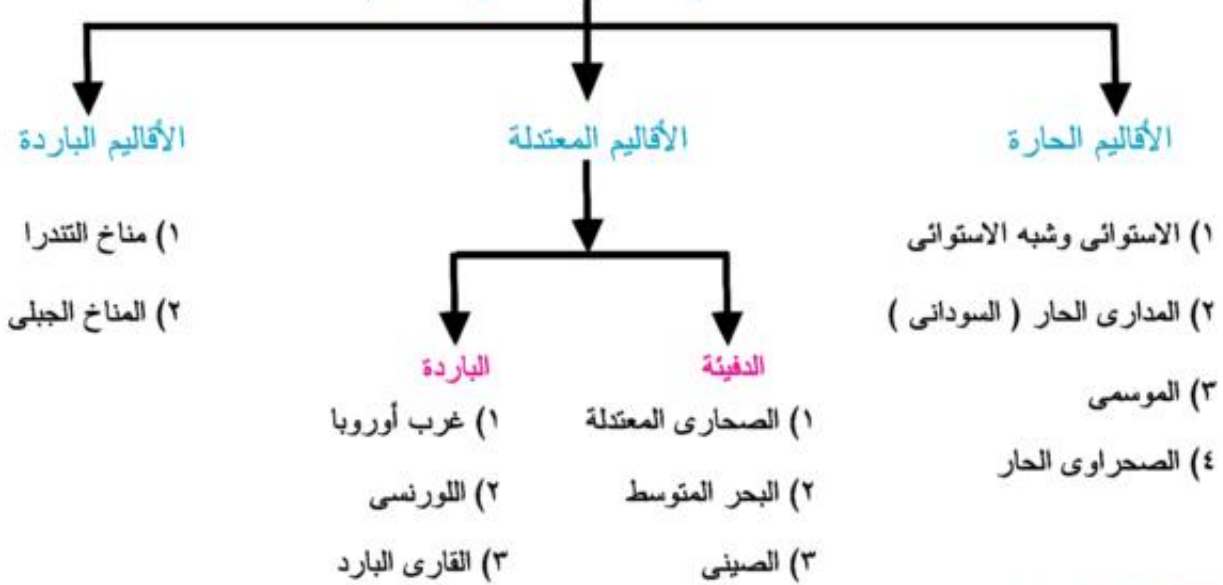 الأقاليم الحارة
١) الاستوائى وشبه الاستوائى
٢) المدارى الحار ( السودانى )
٣) الموسمى
٤) الصحراوى الحار
الأقاليم المعتدلة
الدفيئة
١) الصحارى المعتدلة
٢) البحر المتوسط
٣) الصينى
الباردة
١) غرب أوروبا
٢) اللورنسى
٣) القارى البارد
الأقاليم الباردة
١) مناخ التندرا
٢) المناخ الجبلى